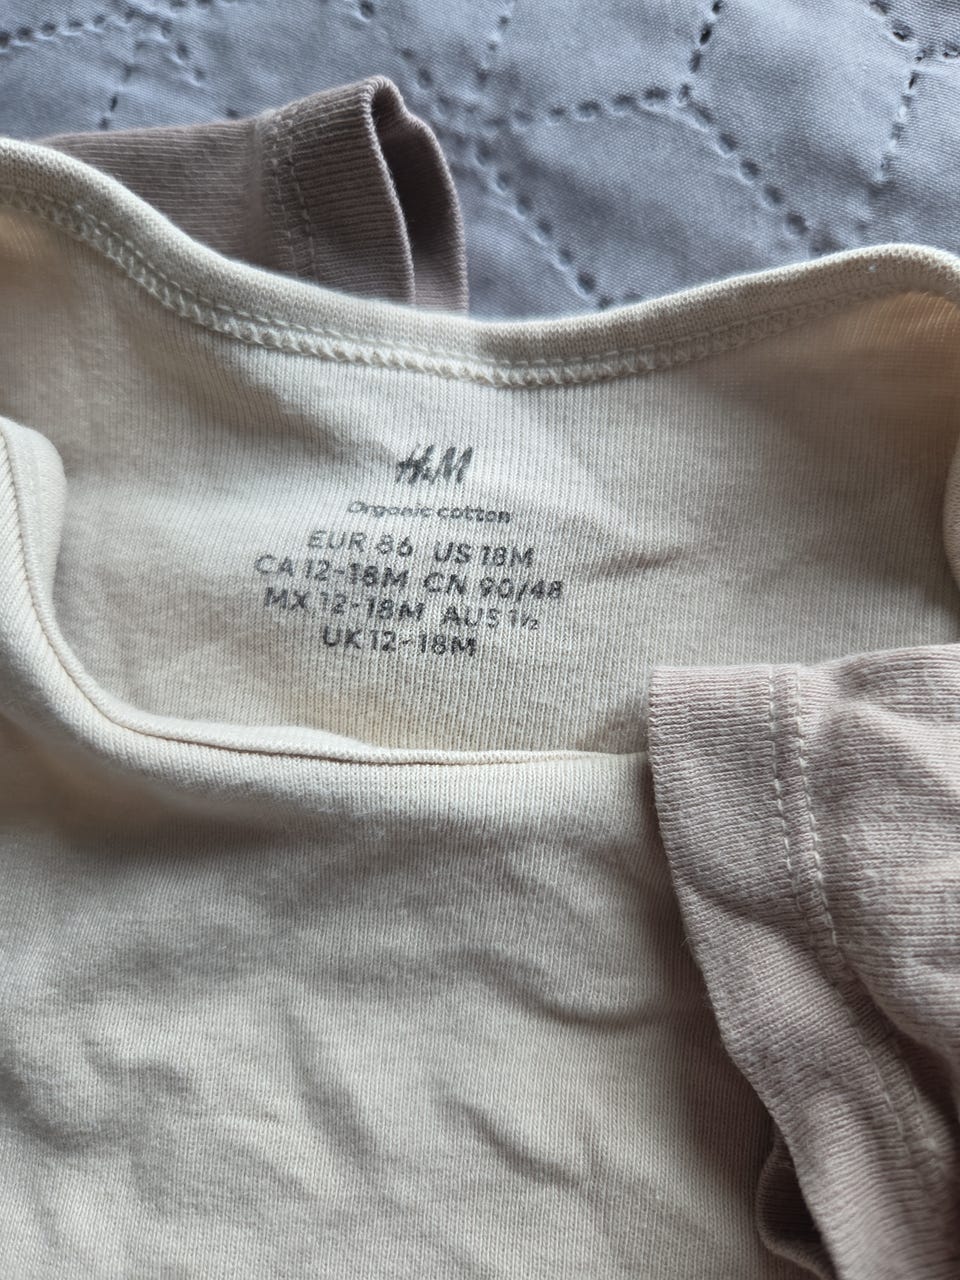 H&M
Organic cotton
EUR 86 US 18M
CA 12-18M CN 90/48
MX 12-18M AUS 1½
UK 12-18M